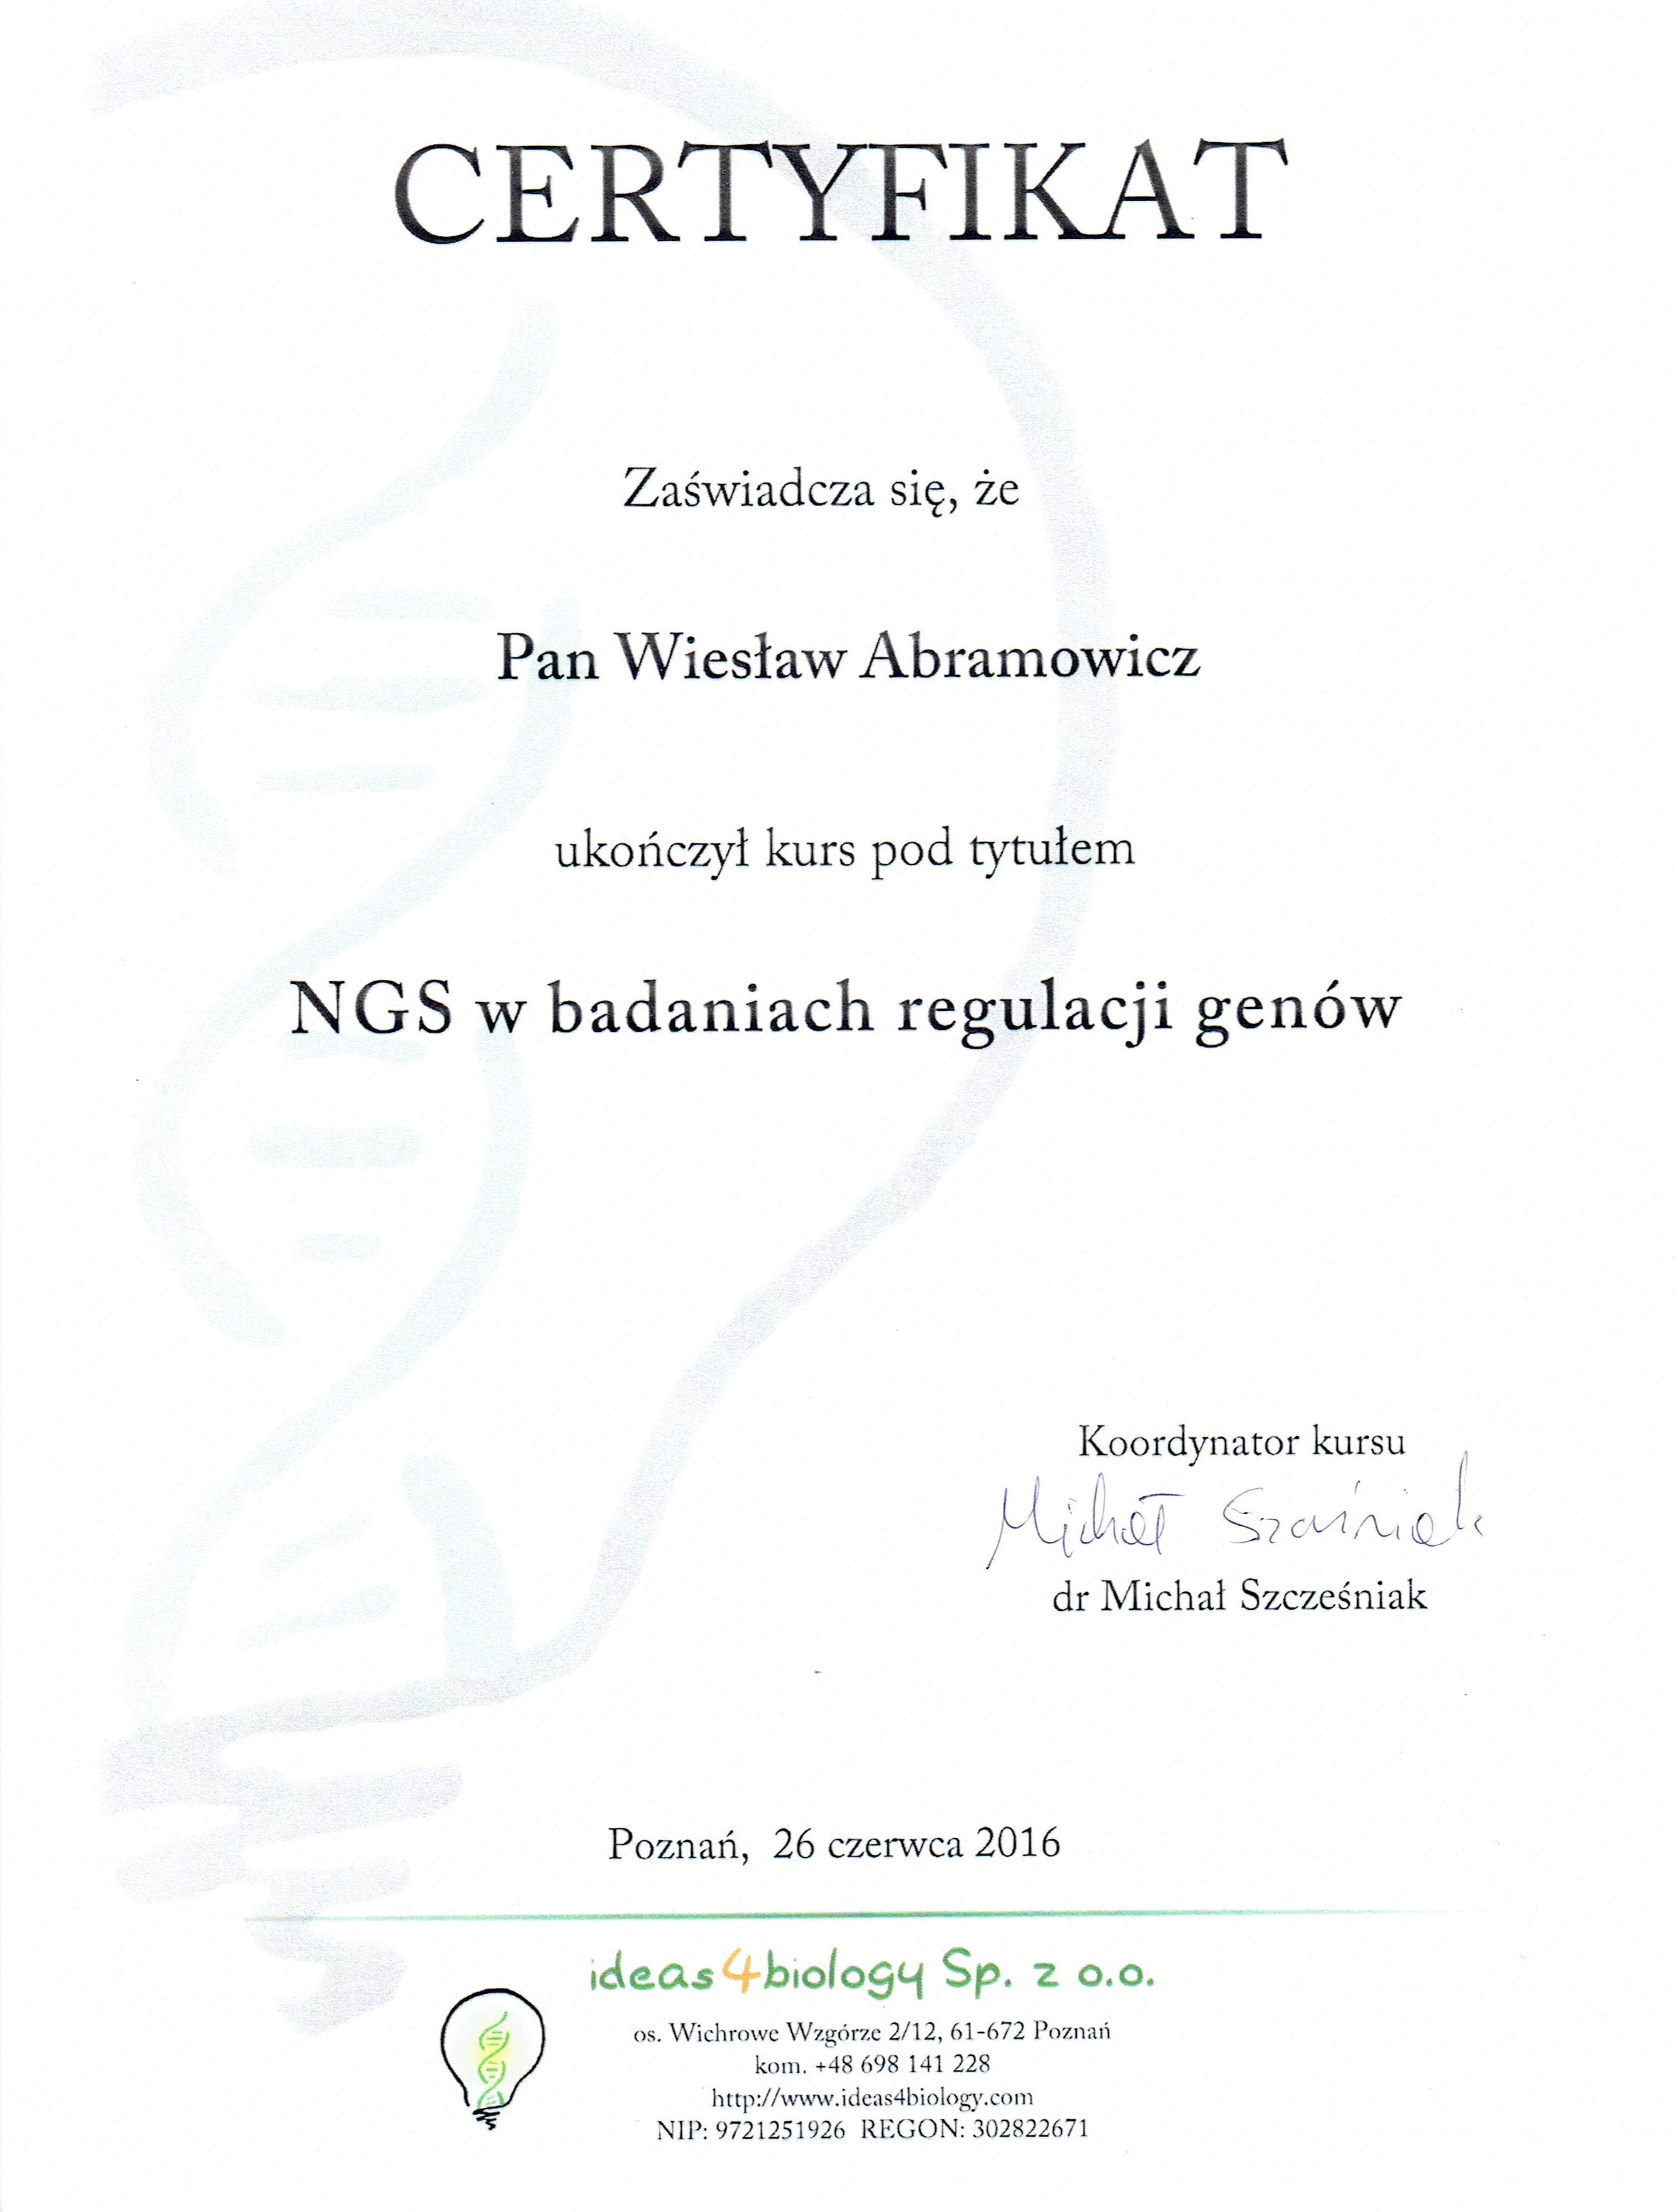 CERTYFIKAT
Zaświadcza się, że
Pan Wiesław Abramowicz
ukończył kurs pod tytułem
NGS w badaniach regulacji genów
Koordynator kursu
Michał Szcześniak
dr Michał Szcześniak
Poznań, 26 czerwca 2016
ideas4biology Sp. z o.o.
os. Wichrowe Wzgórze 2/12, 61-672 Poznań
kom. +48 698 141 228
http://www.ideas4biology.com
NIP: 9721251926 REGON: 302822671